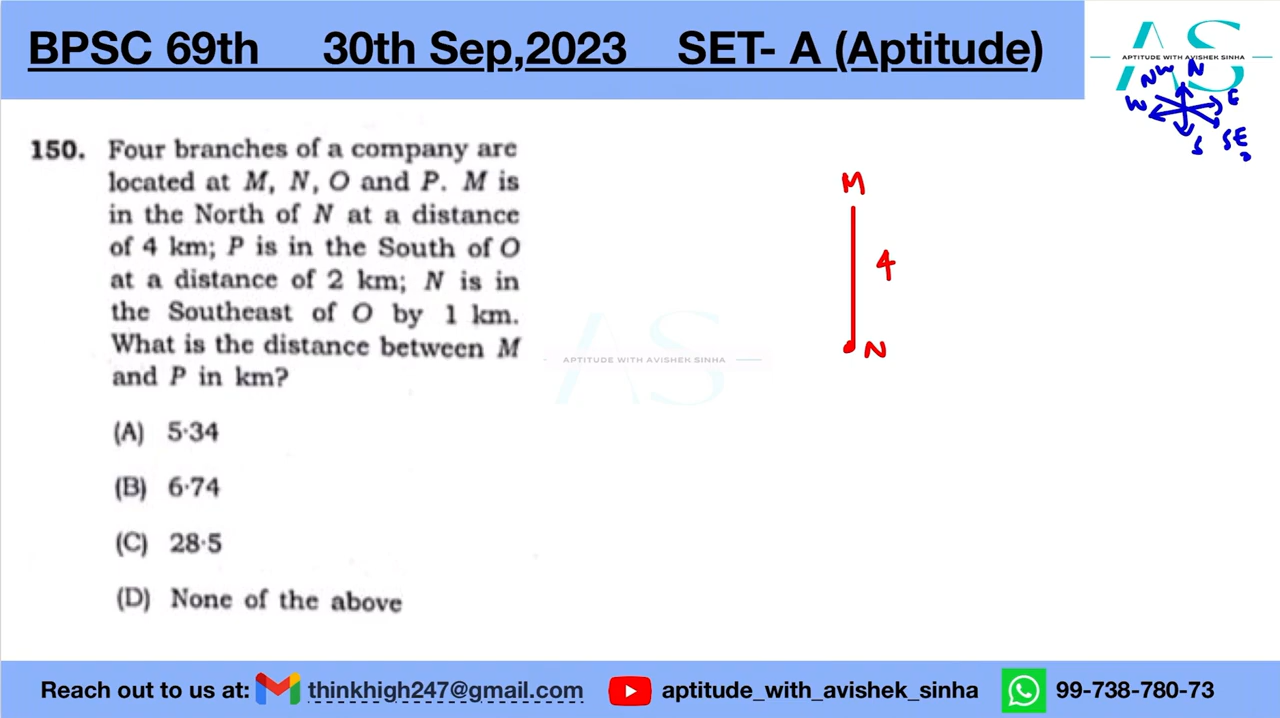 BPSC 69th 30th Sep,2023 SET- A (Aptitude)
AS
APTITUDE WITH AVISHEK SINHA
NW N
W E
S SE
150. Four branches of a company are
located at M, N, O and P. M is
in the North of N at a distance
of 4 km; P is in the South of O
at a distance of 2 km; N is in
the Southeast of O by 1 km.
What is the distance between M
and P in km?
(A) 5·34
(B) 6·74
(C) 28·5
(D) None of the above
M
4
N
AS
APTITUDE WITH AVISHEK SINHA
Reach out to us at: thinkhigh247@gmail.com aptitude_with_avishek_sinha 99-738-780-73